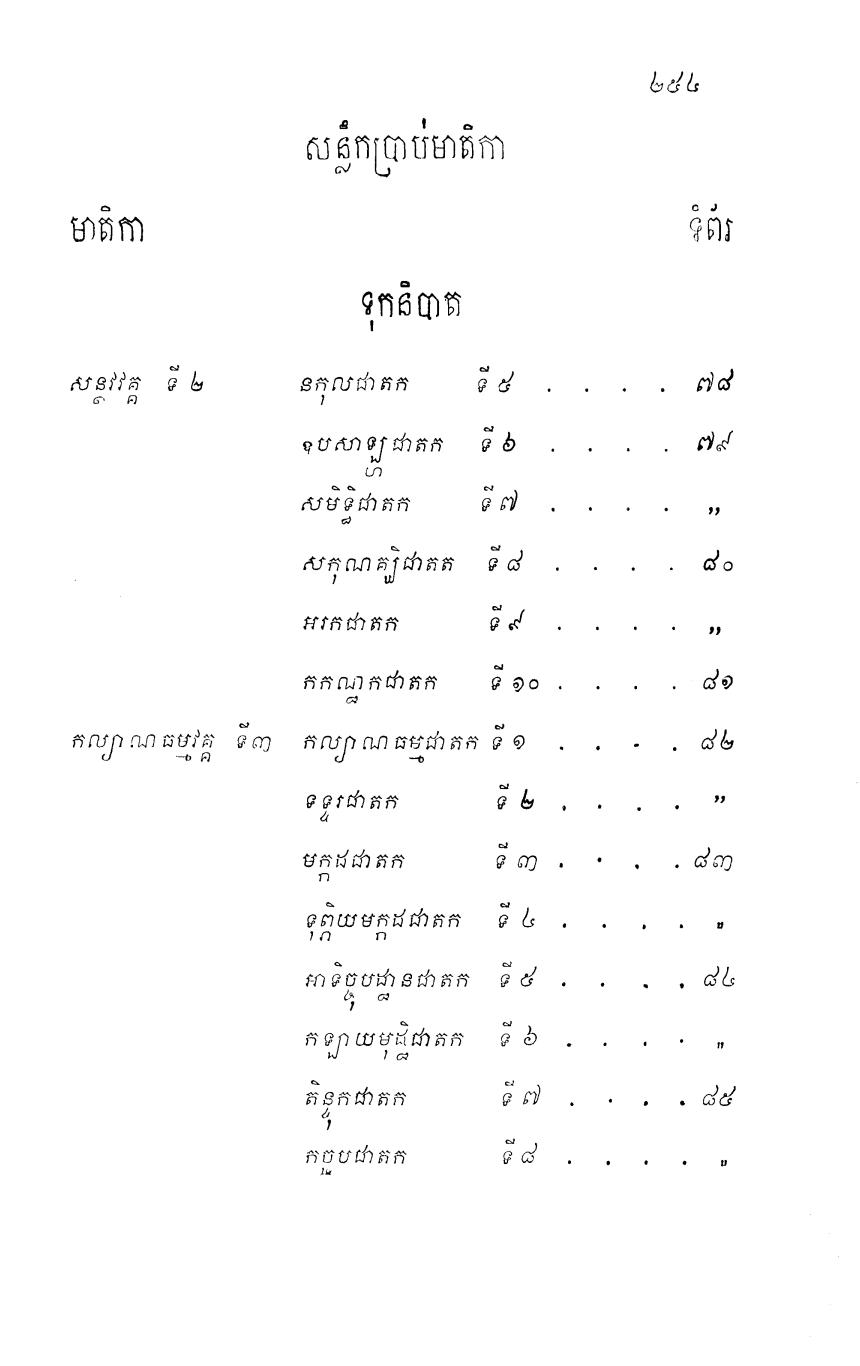 ២៥៤
សន្លឹកប្រាប់មាតិកា
មាតិកា ទំព័រ
ទុកនិបាត
សន្ថវវគ្គ ទី ២ នកុលជាតក ទី ៥ . . . . ៧៨
ឧបសាឡ្ហជាតក ទី ៦ . . . . ៧៩
សមិទ្ធិជាតក ទី ៧ . . . . ,,
សកុណគ្ឃិជាតត ទី ៨ . . . . ៨០
អរកជាតក ទី ៩ . . . . ,,
កកណ្ដកជាតក ទី ១០ . . . . ៨១
កល្យាណធម្មវគ្គ ទី៣ កល្យាណធម្មជាតក ទី ១ . . . . ៨២
ទទ្ទរជាតក ទី ២ . . . . ”
មក្កដជាតក ទី ៣ . . . . ៨៣
ទុព្ភិយមក្កដជាតក ទី ៤ . . . . "
អាទិច្ចុបដ្ឋានជាតក ទី ៥ . . . . ៨៤
កឡាយមុដ្ឋិជាតក ទី ៦ . . . . "
តិន្ទុកជាតក ទី ៧ . . . . ៨៥
កច្ឆបជាតក ទី ៨ . . . . "